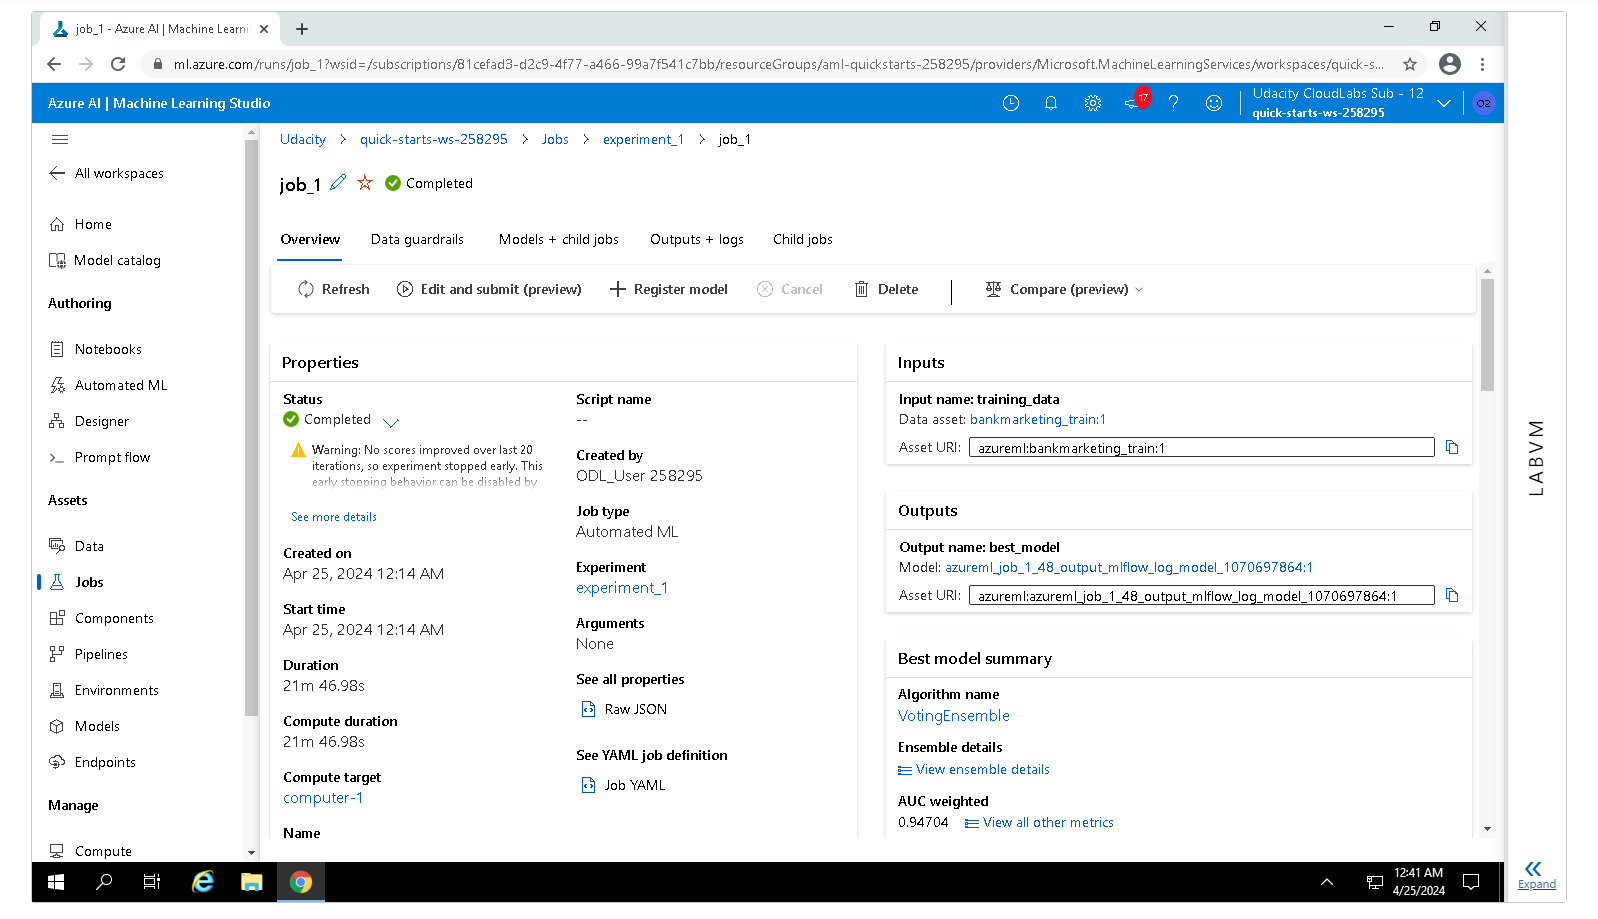 job_1 - Azure AI | Machine Learni
ml.azure.com/runs/job_1?wsid=/subscriptions/81cefad3-d2c9-4f77-a466-99a7f541c7bb/resourceGroups/aml-quickstarts-258295/providers/Microsoft.MachineLearningServices/workspaces/quick-s...
Azure AI | Machine Learning Studio
17
Udacity CloudLabs Sub - 12
quick-starts-ws-258295
O2
All workspaces
Home
Model catalog
Authoring
Notebooks
Automated ML
Designer
Prompt flow
Assets
Data
Jobs
Components
Pipelines
Environments
Models
Endpoints
Manage
Compute
Udacity > quick-starts-ws-258295 > Jobs > experiment_1 > job_1
job_1 Completed
Overview Data guardrails Models + child jobs Outputs + logs Child jobs
Refresh Edit and submit (preview) Register model Cancel Delete Compare (preview)
Properties
Status
Completed
Warning: No scores improved over last 20
iterations, so experiment stopped early. This
early stopping behavior can be disabled by
See more details
Created on
Apr 25, 2024 12:14 AM
Start time
Apr 25, 2024 12:14 AM
Duration
21m 46.98s
Compute duration
21m 46.98s
Compute target
computer-1
Name
Script name
--
Created by
ODL_User 258295
Job type
Automated ML
Experiment
experiment_1
Arguments
None
See all properties
Raw JSON
See YAML job definition
Job YAML
Inputs
Input name: training_data
Data asset: bankmarketing_train:1
Asset URI: azureml:bankmarketing_train:1
Outputs
Output name: best_model
Model: azureml_job_1_48_output_mlflow_log_model_1070697864:1
Asset URI: azureml:azureml_job_1_48_output_mlflow_log_model_1070697864:1
Best model summary
Algorithm name
VotingEnsemble
Ensemble details
View ensemble details
AUC weighted
0.94704 View all other metrics
12:41 AM
4/25/2024
LABVM
Expand